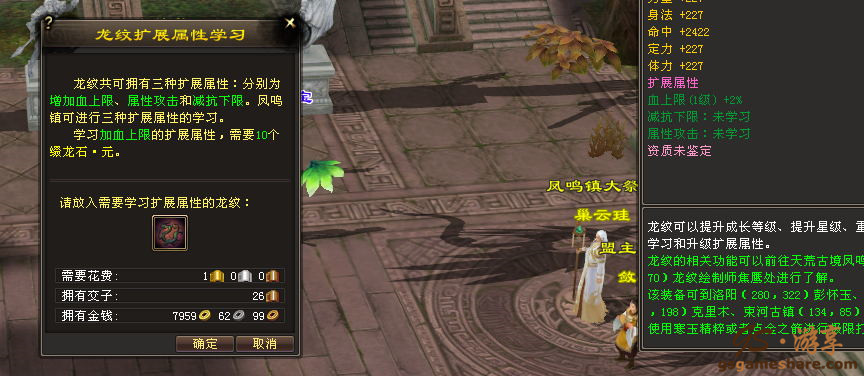 龙纹扩展属性学习
龙纹共可拥有三种扩展属性：分别为
增加血上限、属性攻击和减抗下限。凤鸣
镇可进行三种扩展属性的学习。
学习加血上限的扩展属性，需要10个
缀龙石·元。
请放入需要学习扩展属性的龙纹：
需要花费： 1 0 0
拥有交子： 26
拥有金钱： 7959 62 99
确定 取消
凤鸣镇大祭
巢云珪
盟主
敛
身法 +227
命中 +2422
定力 +227
体力 +227
扩展属性
血上限(1级) +2%
减抗下限：未学习
属性攻击：未学习
资质未鉴定
龙纹可以提升成长等级、提升星级、重
学习和升级扩展属性。
龙纹的相关功能可以前往天荒古境凤鸣
70）龙纹绘制师焦鹰处进行了解。
该装备可到洛阳（280，322）彭怀玉、
，198）克里木、束河古镇（134，85）
使用寒玉精粹或者点金之箭进行极限打